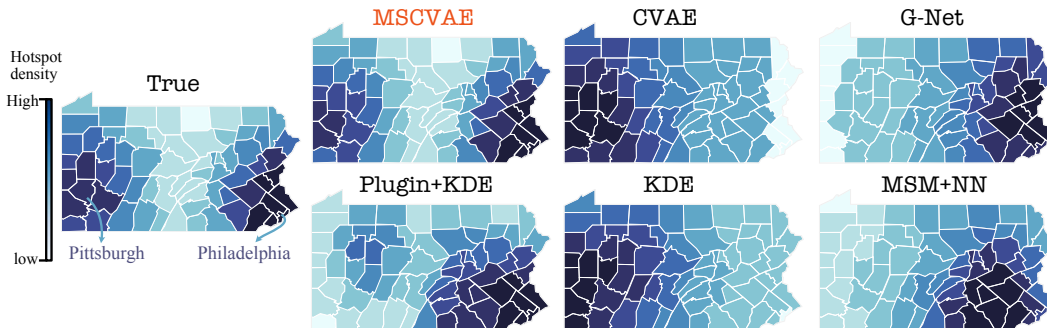 MSCVAE
CVAE
G-Net
Hotspot
density
High
True
low
Pittsburgh
Philadelphia
Plugin+KDE
KDE
MSM+NN